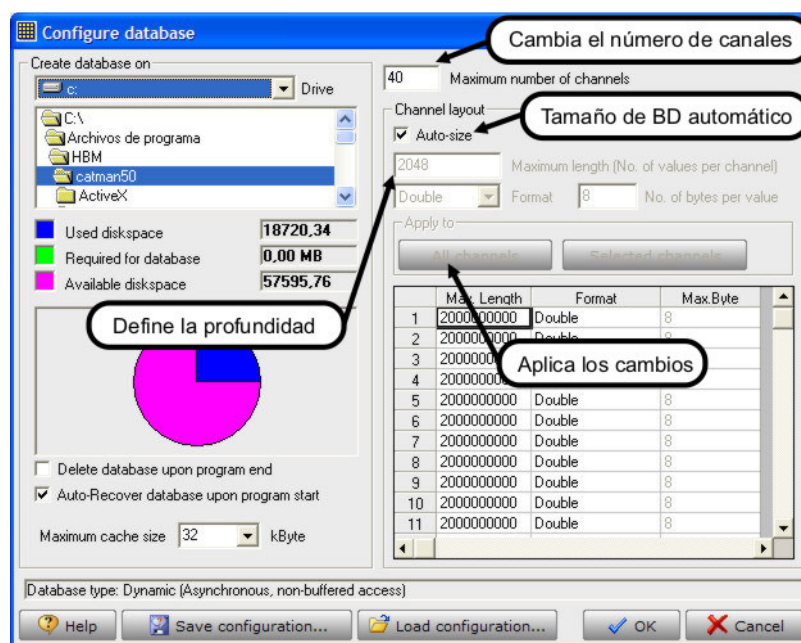 Configure database
Cambia el número de canales
Create database on
c:
Drive
C:\
Archivos de programa
HBM
catman50
ActiveX
Used diskspace 18720,34
Required for database 0,00 MB
Available diskspace 57595,76
Define la profundidad
Delete database upon program end
Auto-Recover database upon program start
Maximum cache size 32 kByte
40 Maximum number of channels
Channel layout
Tamaño de BD automático
Auto-size
2048 Maximum length (No. of values per channel)
Double Format 8 No. of bytes per value
Apply to
All channels Selected channels
Max. Length Format Max.Byte
1 2000000000 Double 8
2 2000000000 Double 8
3 2000000
Aplica los cambios
4 2000000000
5 2000000000 Double 8
6 2000000000 Double 8
7 2000000000 Double 8
8 2000000000 Double 8
9 2000000000 Double 8
10 2000000000 Double 8
11 2000000000 Double 8
Database type: Dynamic (Asynchronous, non-buffered access)
Help Save configuration... Load configuration... OK Cancel